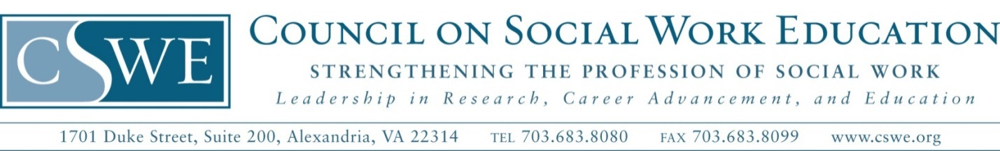 CSWE
COUNCIL ON SOCIAL WORK EDUCATION
STRENGTHENING THE PROFESSION OF SOCIAL WORK
Leadership in Research, Career Advancement, and Education
1701 Duke Street, Suite 200, Alexandria, VA 22314 TEL 703.683.8080 FAX 703.683.8099 www.cswe.org